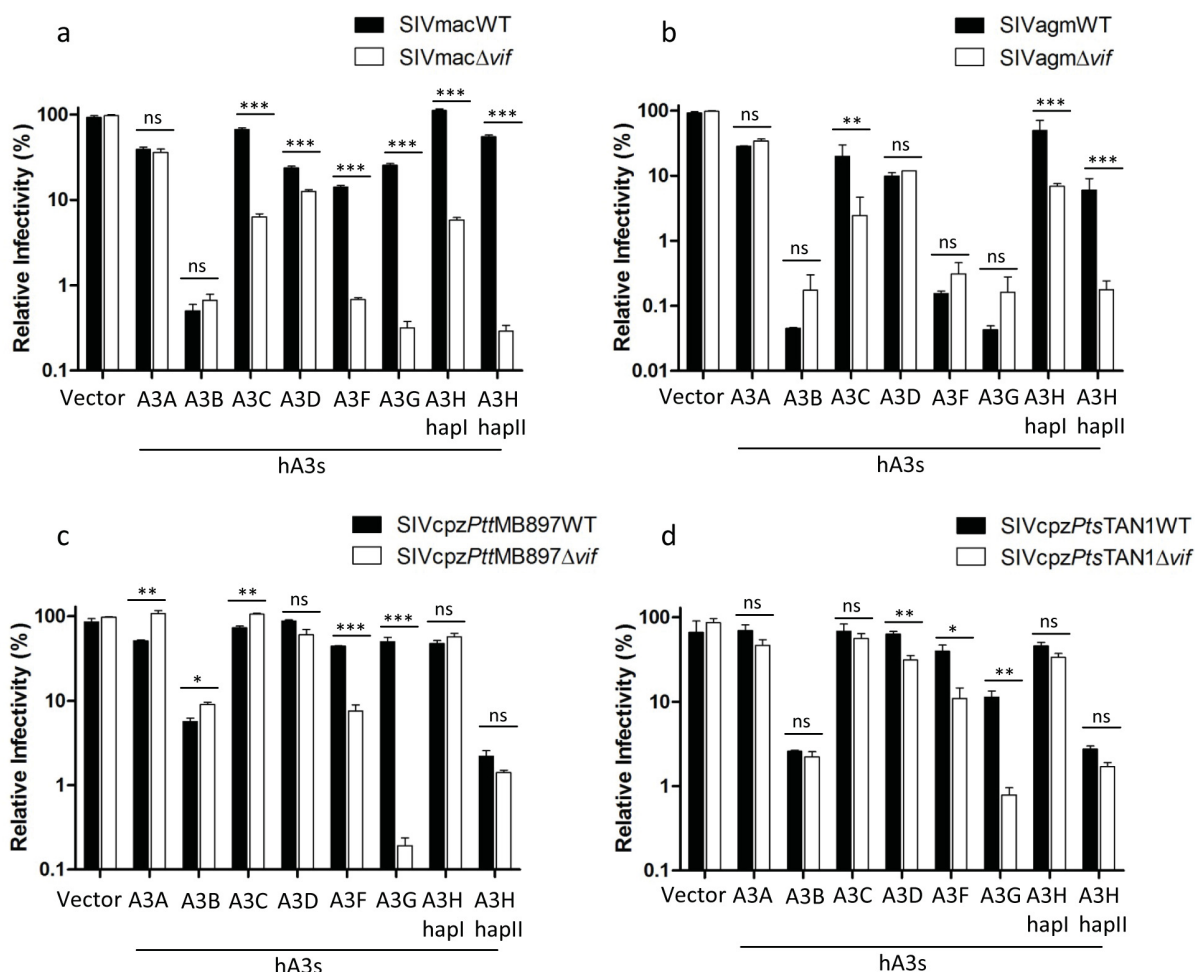 a
SIVmacWT
SIVmacΔvif
Relative Infectivity (%)
100
10
1
0.1
ns
ns
***
***
***
***
***
***
Vector A3A A3B A3C A3D A3F A3G A3H A3H
hapI hapII
hA3s
b
SIVagmWT
SIVagmΔvif
Relative Infectivity (%)
100
10
1
0.1
0.01
ns
ns
**
ns
ns
ns
***
***
Vector A3A A3B A3C A3D A3F A3G A3H A3H
hapI hapII
hA3s
c
SIVcpzPttMB897WT
SIVcpzPttMB897Δvif
Relative Infectivity (%)
100
10
1
0.1
**
*
**
ns
***
***
ns
ns
Vector A3A A3B A3C A3D A3F A3G A3H A3H
hapI hapII
hA3s
d
SIVcpzPtsTAN1WT
SIVcpzPtsTAN1Δvif
Relative Infectivity (%)
100
10
1
0.1
ns
ns
ns
**
*
**
ns
ns
Vector A3A A3B A3C A3D A3F A3G A3H A3H
hapI hapII
hA3s